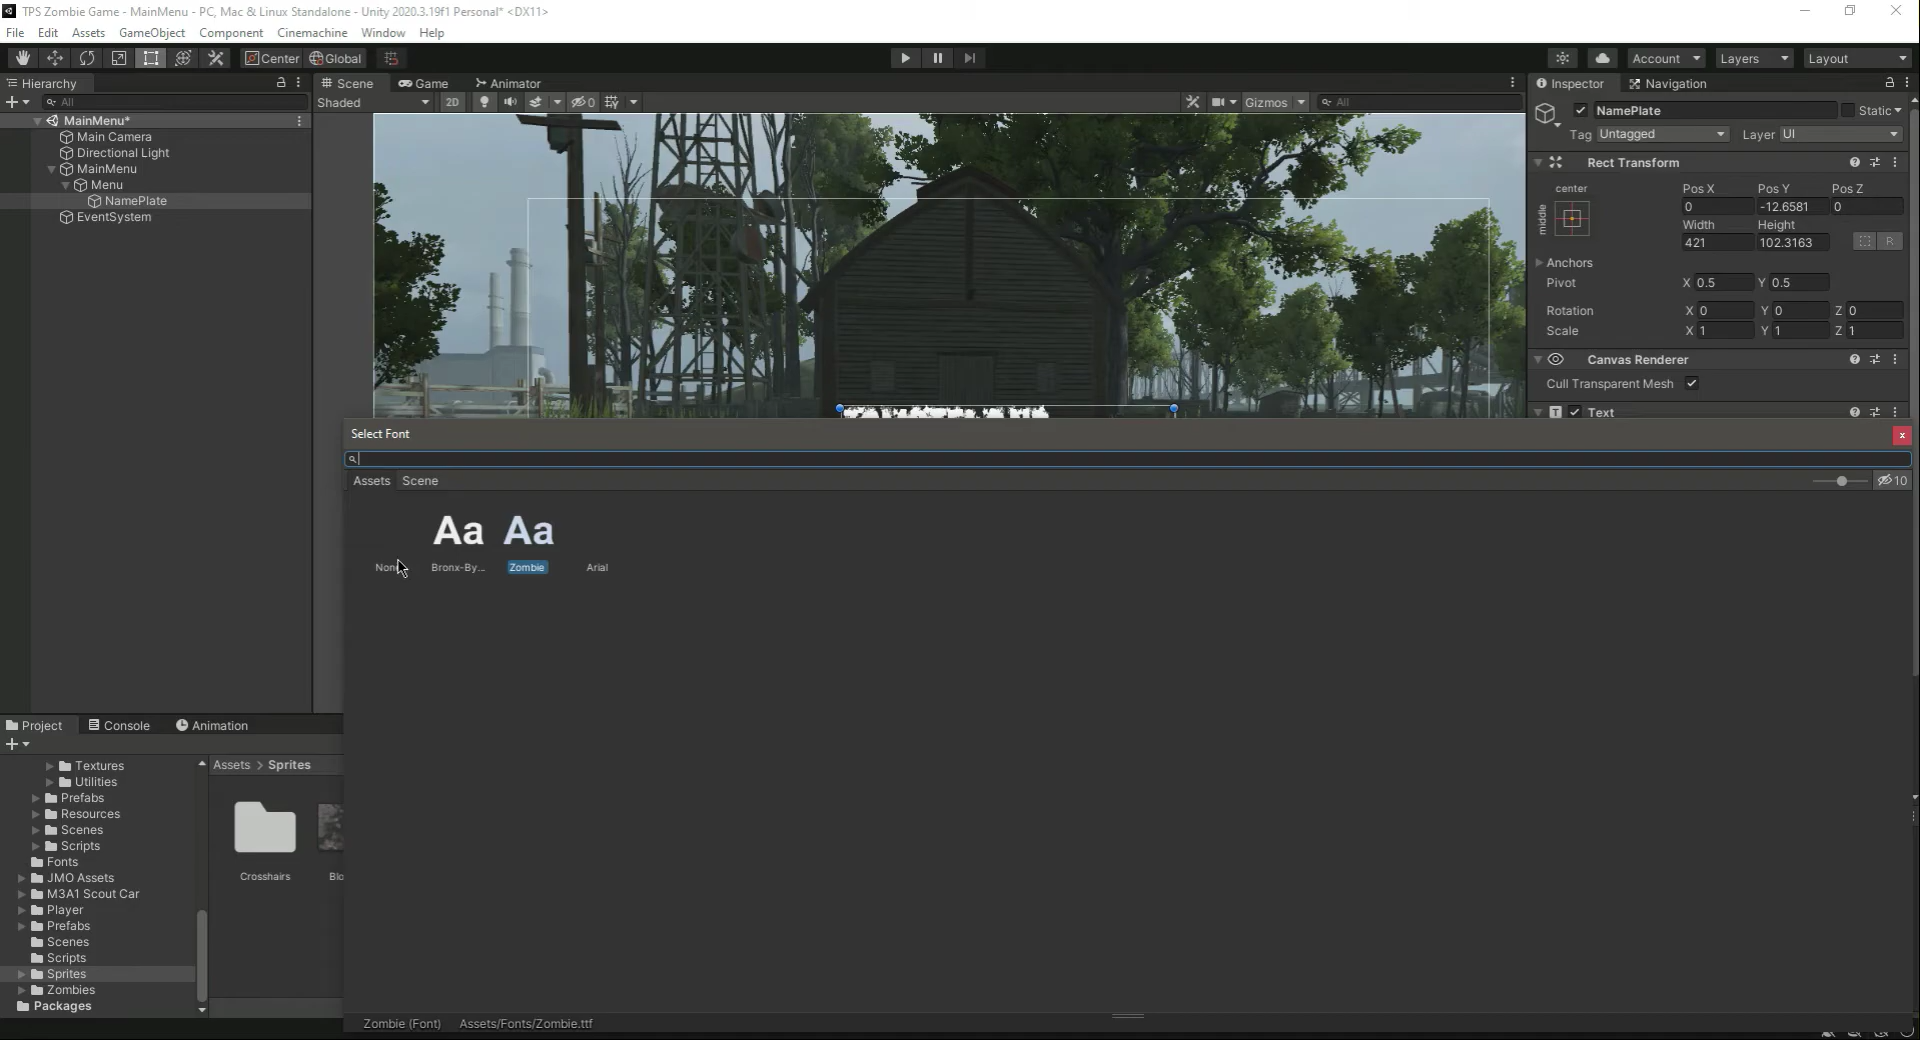 TPS Zombie Game - MainMenu - PC, Mac & Linux Standalone - Unity 2020.3.19f1 Personal* <DX11>
File Edit Assets GameObject Component Cinemachine Window Help
Center Global Account Layers Layout
Hierarchy
All
MainMenu*
Main Camera
Directional Light
MainMenu
Menu
NamePlate
EventSystem
Scene Game Animator
Shaded 2D 0 Gizmos All
Inspector Navigation
NamePlate Static
Tag Untagged Layer UI
Rect Transform
center
middle
Pos X Pos Y Pos Z
0 -12.6581 0
Width Height
421 102.3163 R
Anchors
Pivot X 0.5 Y 0.5
Rotation X 0 Y 0 Z 0
Scale X 1 Y 1 Z 1
Canvas Renderer
Cull Transparent Mesh
T Text
Select Font
Assets Scene 10
Aa Aa
None Bronx-By... Zombie Arial
Zombie (Font) Assets/Fonts/Zombie.ttf
Project Console Animation
Textures
Utilities
Prefabs
Resources
Scenes
Scripts
Fonts
JMO Assets
M3A1 Scout Car
Player
Prefabs
Scenes
Scripts
Sprites
Zombies
Packages
Assets > Sprites
Crosshairs Blo